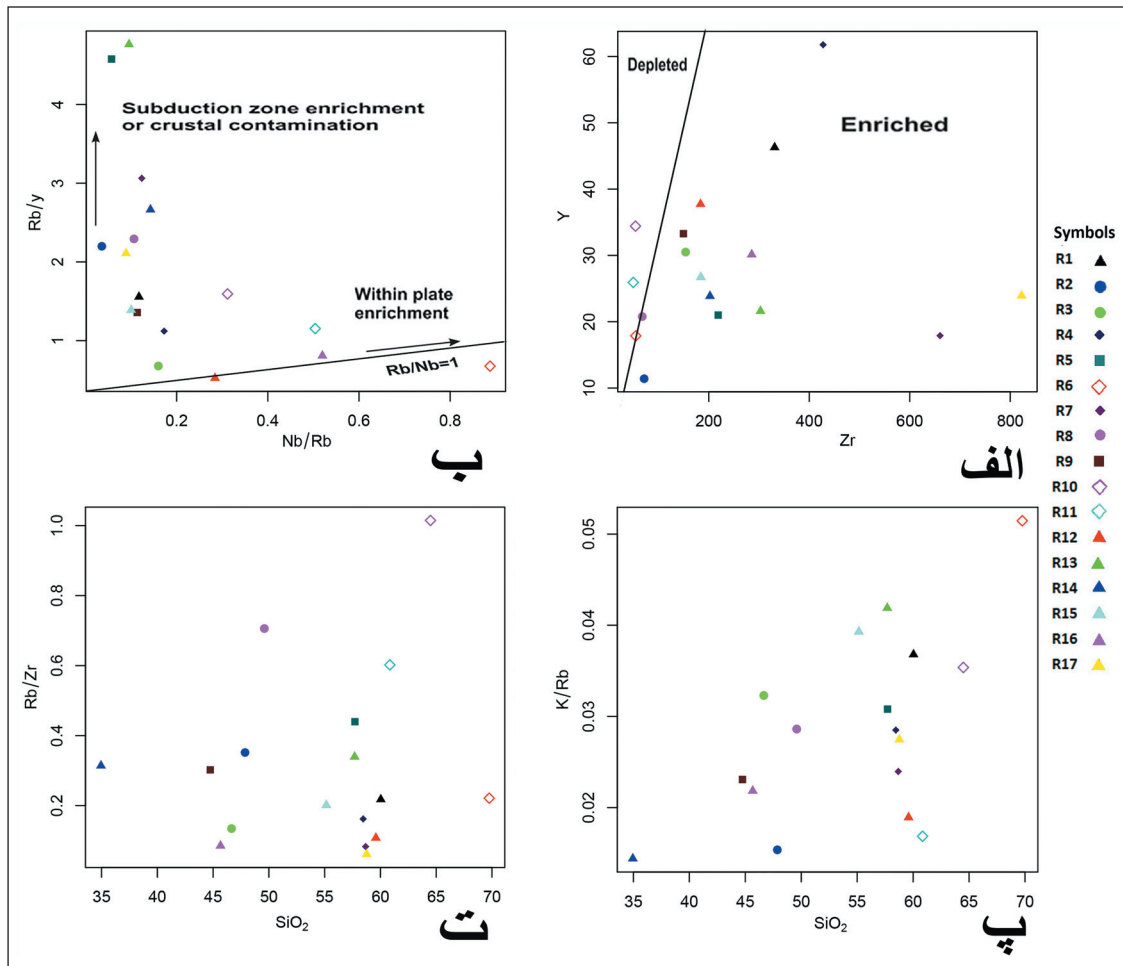 4
3
2
1
Rb/y
Subduction zone enrichment
or crustal contamination
Within plate
enrichment
Rb/Nb=1
0.2 0.4 0.6 0.8
Nb/Rb
ب
60
50
40
30
20
10
Y
Depleted
Enriched
200 400 600 800
Zr
الف
1.0
0.8
0.6
0.4
0.2
Rb/Zr
35 40 45 50 55 60 65 70
SiO₂
ت
0.05
0.04
0.03
0.02
K/Rb
35 40 45 50 55 60 65 70
SiO₂
پ
Symbols
R1
R2
R3
R4
R5
R6
R7
R8
R9
R10
R11
R12
R13
R14
R15
R16
R17